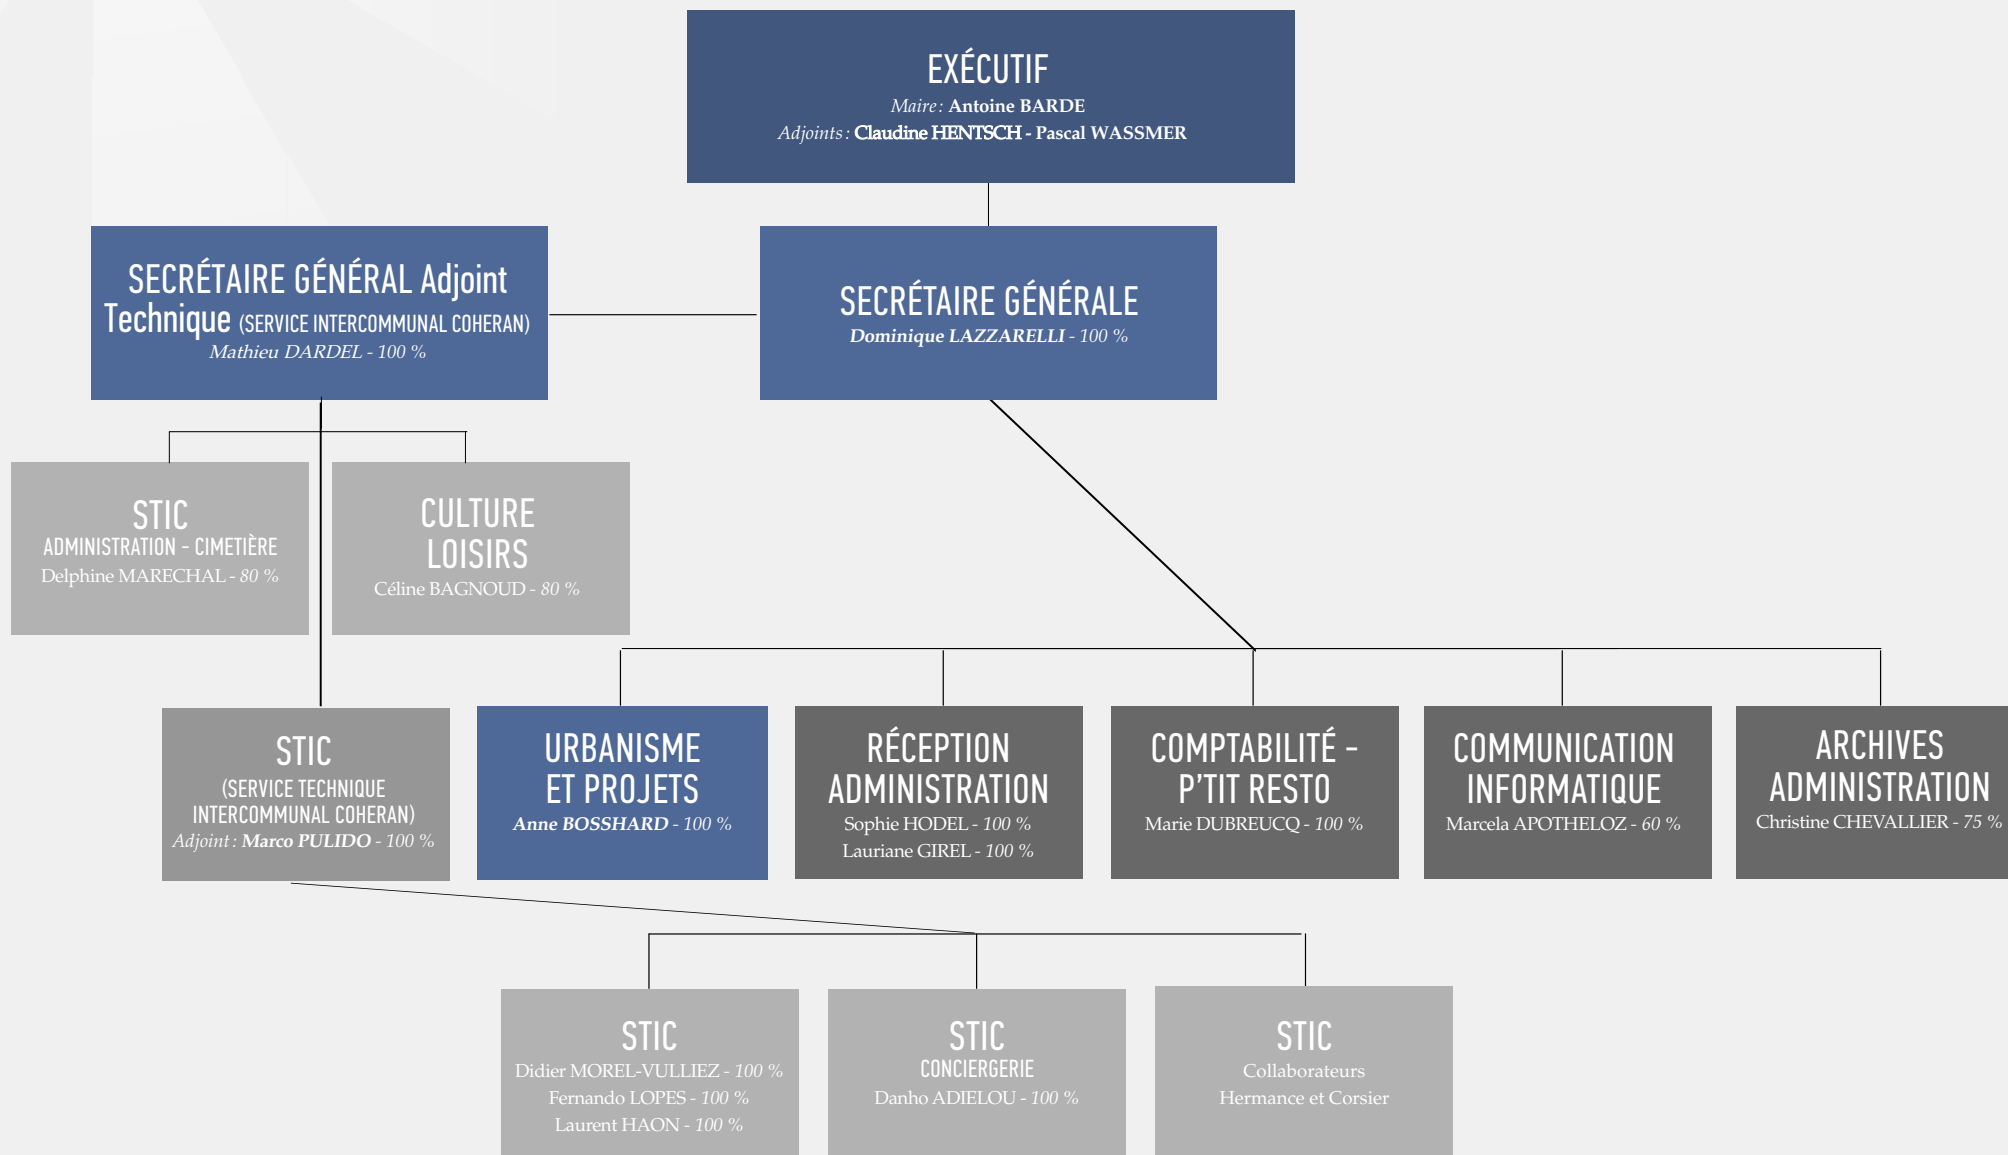 EXÉCUTIF
Maire : Antoine BARDE
Adjoints : Claudine HENTSCH - Pascal WASSMER
SECRÉTAIRE GÉNÉRAL Adjoint
Technique (SERVICE INTERCOMMUNAL COHERAN)
Mathieu DARDEL - 100 %
SECRÉTAIRE GÉNÉRALE
Dominique LAZZARELLI - 100 %
STIC
ADMINISTRATION - CIMETIÈRE
Delphine MARECHAL - 80 %
CULTURE
LOISIRS
Céline BAGNOUD - 80 %
STIC
(SERVICE TECHNIQUE
INTERCOMMUNAL COHERAN)
Adjoint : Marco PULIDO - 100 %
URBANISME
ET PROJETS
Anne BOSSHARD - 100 %
RÉCEPTION
ADMINISTRATION
Sophie HODEL - 100 %
Lauriane GIREL - 100 %
COMPTABILITÉ -
P'TIT RESTO
Marie DUBREUCQ - 100 %
COMMUNICATION
INFORMATIQUE
Marcela APOTHELOZ - 60 %
ARCHIVES
ADMINISTRATION
Christine CHEVALLIER - 75 %
STIC
Didier MOREL-VULLIEZ - 100 %
Fernando LOPES - 100 %
Laurent HAON - 100 %
STIC
CONCIERGERIE
Danho ADIELOU - 100 %
STIC
Collaborateurs
Hermance et Corsier